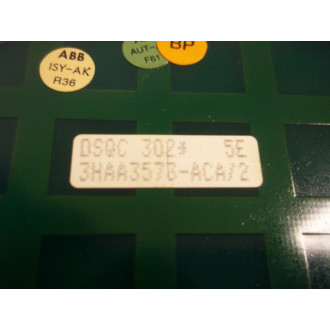 ABB
ISY-AK
R36
AUT-
F61
BP
DSQC 302* 5E
3HAA3573-ACA/2